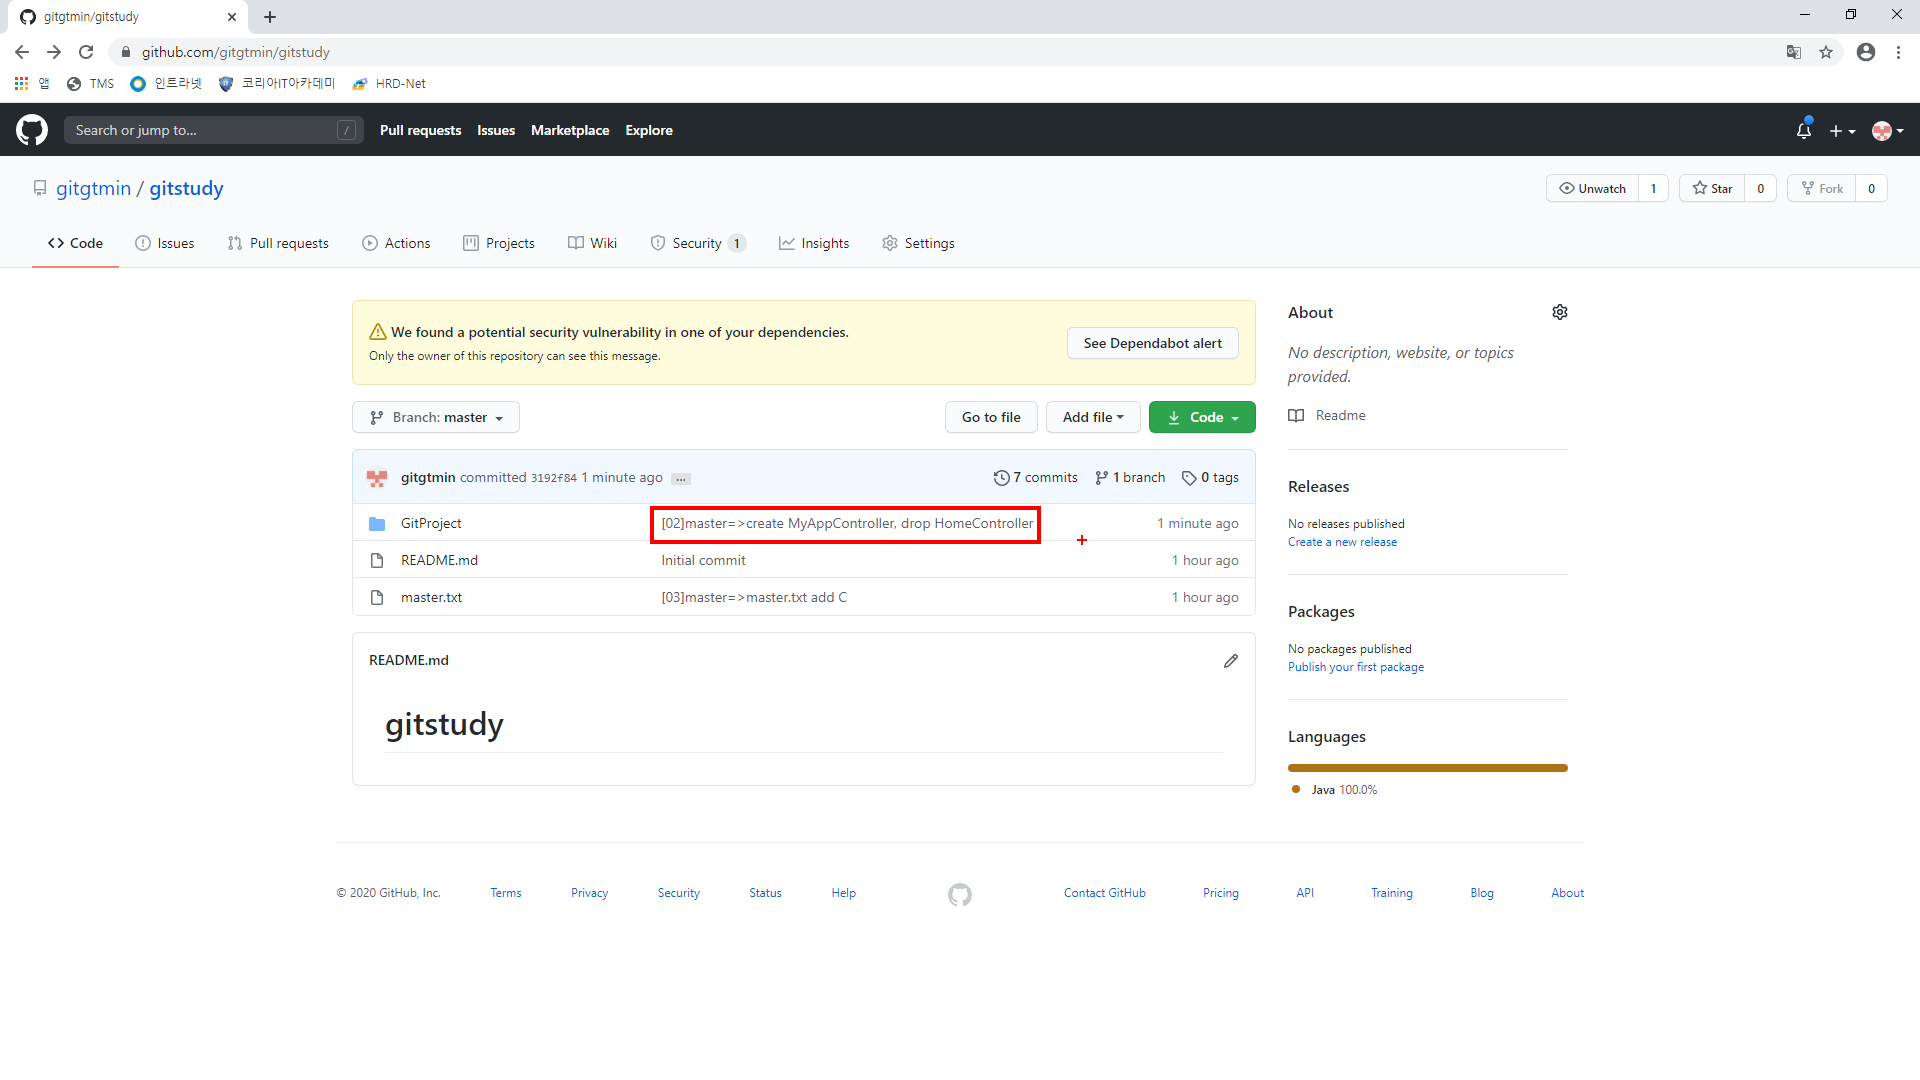 gitgtmin/gitstudy
github.com/gitgtmin/gitstudy
앱 TMS 인트라넷 코리아IT아카데미 HRD-Net
Search or jump to... / Pull requests Issues Marketplace Explore
gitgtmin / gitstudy Unwatch 1 Star 0 Fork 0
Code Issues Pull requests Actions Projects Wiki Security 1 Insights Settings
We found a potential security vulnerability in one of your dependencies.
Only the owner of this repository can see this message.
See Dependabot alert
Branch: master Go to file Add file Code
gitgtmin committed 3192f84 1 minute ago ... 7 commits 1 branch 0 tags
GitProject [02]master=>create MyAppController, drop HomeController 1 minute ago
README.md Initial commit 1 hour ago
master.txt [03]master=>master.txt add C 1 hour ago
README.md
gitstudy
About
No description, website, or topics
provided.
Readme
Releases
No releases published
Create a new release
Packages
No packages published
Publish your first package
Languages
Java 100.0%
© 2020 GitHub, Inc. Terms Privacy Security Status Help Contact GitHub Pricing API Training Blog About